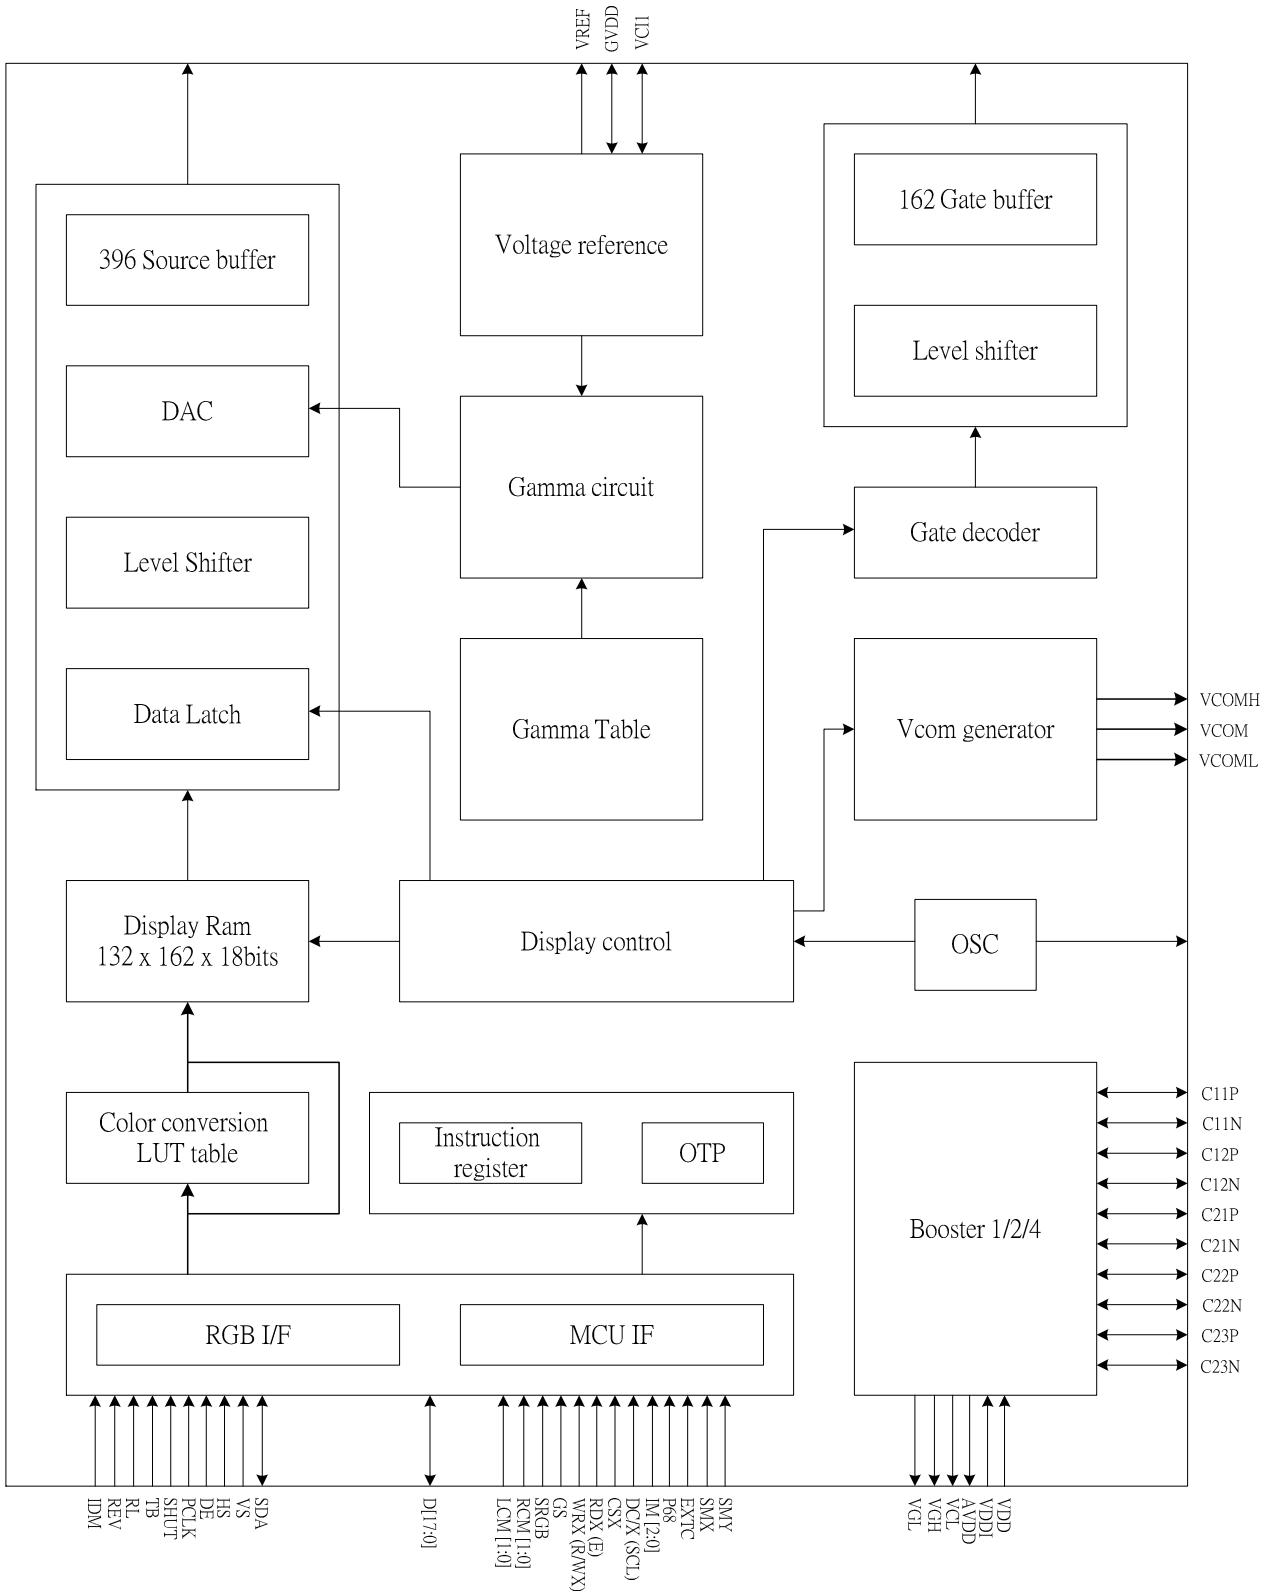 VREF
GVDD
VCI1
396 Source buffer
Voltage reference
162 Gate buffer
Level shifter
DAC
Gamma circuit
Gate decoder
Level Shifter
Data Latch
Gamma Table
Vcom generator
VCOMH
VCOM
VCOML
Display Ram
132 x 162 x 18bits
Display control
OSC
Color conversion
LUT table
Instruction
register
OTP
Booster 1/2/4
C11P
C11N
C12P
C12N
C21P
C21N
C22P
C22N
C23P
C23N
RGB I/F
MCU IF
IDM
REV
RL
TB
SHUT
PCLK
DE
HS
VS
SDA
D[17:0]
LCM [1:0]
RCM [1:0]
SRGB
GS
WRX (R/WX)
RDX (E)
CSX
DC/X (SCL)
IM [2:0]
P68
EXTC
SMX
SMY
VGL
VGH
VCL
AVDD
VDDI
VDD